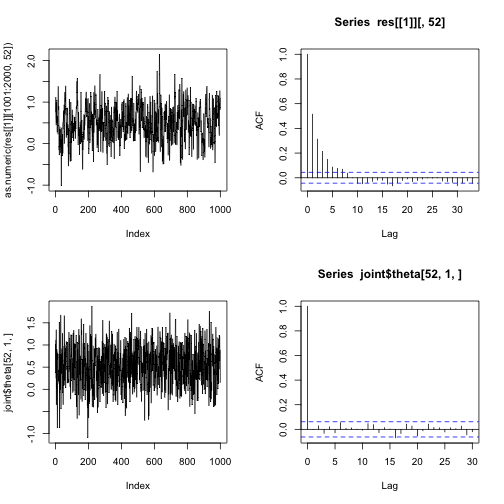 as.numeric(res[[1]][1001:2000, 52])
-1.0 0.0 1.0 2.0
0 200 400 600 800 1000
Index
Series res[[1]][, 52]
ACF
0.0 0.2 0.4 0.6 0.8 1.0
0 5 10 15 20 25 30
Lag
joint$theta[52, 1, ]
-1.0 0.0 0.5 1.0 1.5
0 200 400 600 800 1000
Index
Series joint$theta[52, 1, ]
ACF
0.0 0.2 0.4 0.6 0.8 1.0
0 5 10 15 20 25 30
Lag